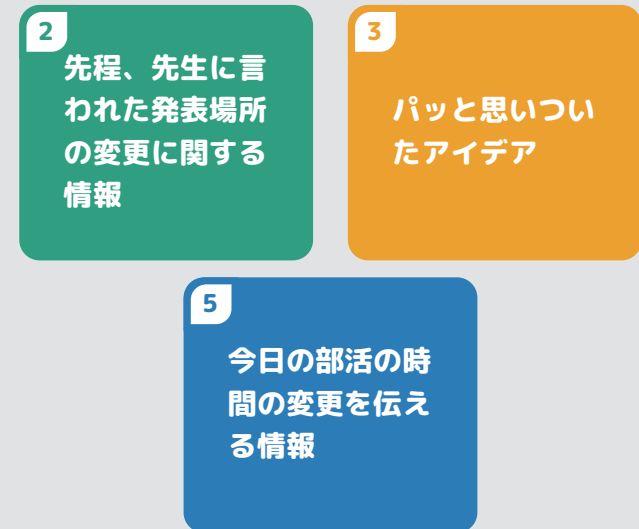 2
先程、先生に言
われた発表場所
の変更に関する
情報
3
パッと思いつい
たアイデア
5
今日の部活の時
間の変更を伝え
る情報